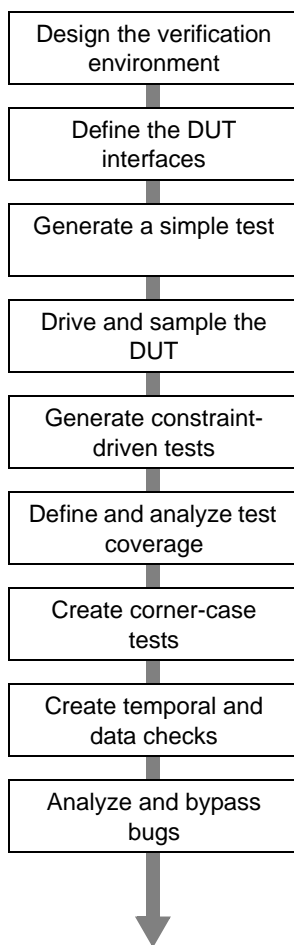 Design the verification
environment
Define the DUT
interfaces
Generate a simple test
Drive and sample the
DUT
Generate constraint-
driven tests
Define and analyze test
coverage
Create corner-case
tests
Create temporal and
data checks
Analyze and bypass
bugs